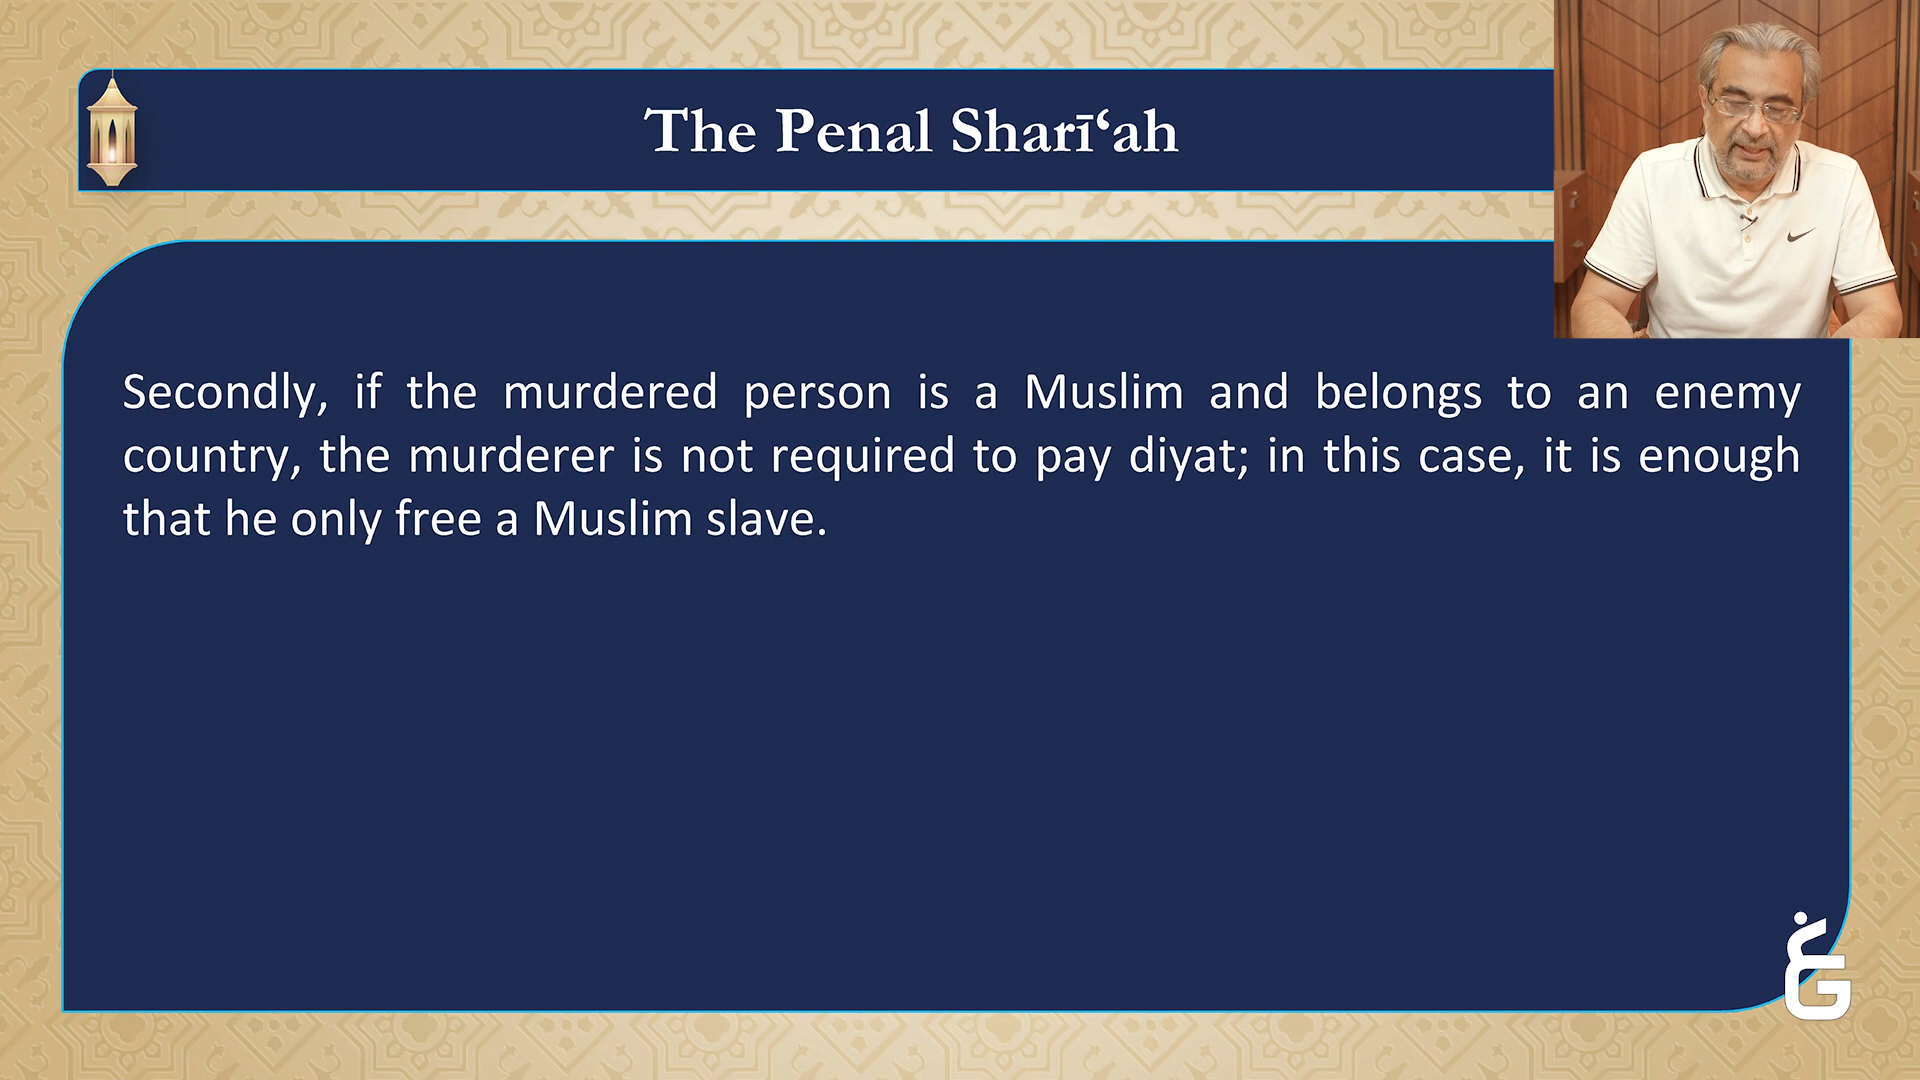 The Penal Sharī‘ah
Secondly, if the murdered person is a Muslim and belongs to an enemy
country, the murderer is not required to pay diyat; in this case, it is enough
that he only free a Muslim slave.
غ
G